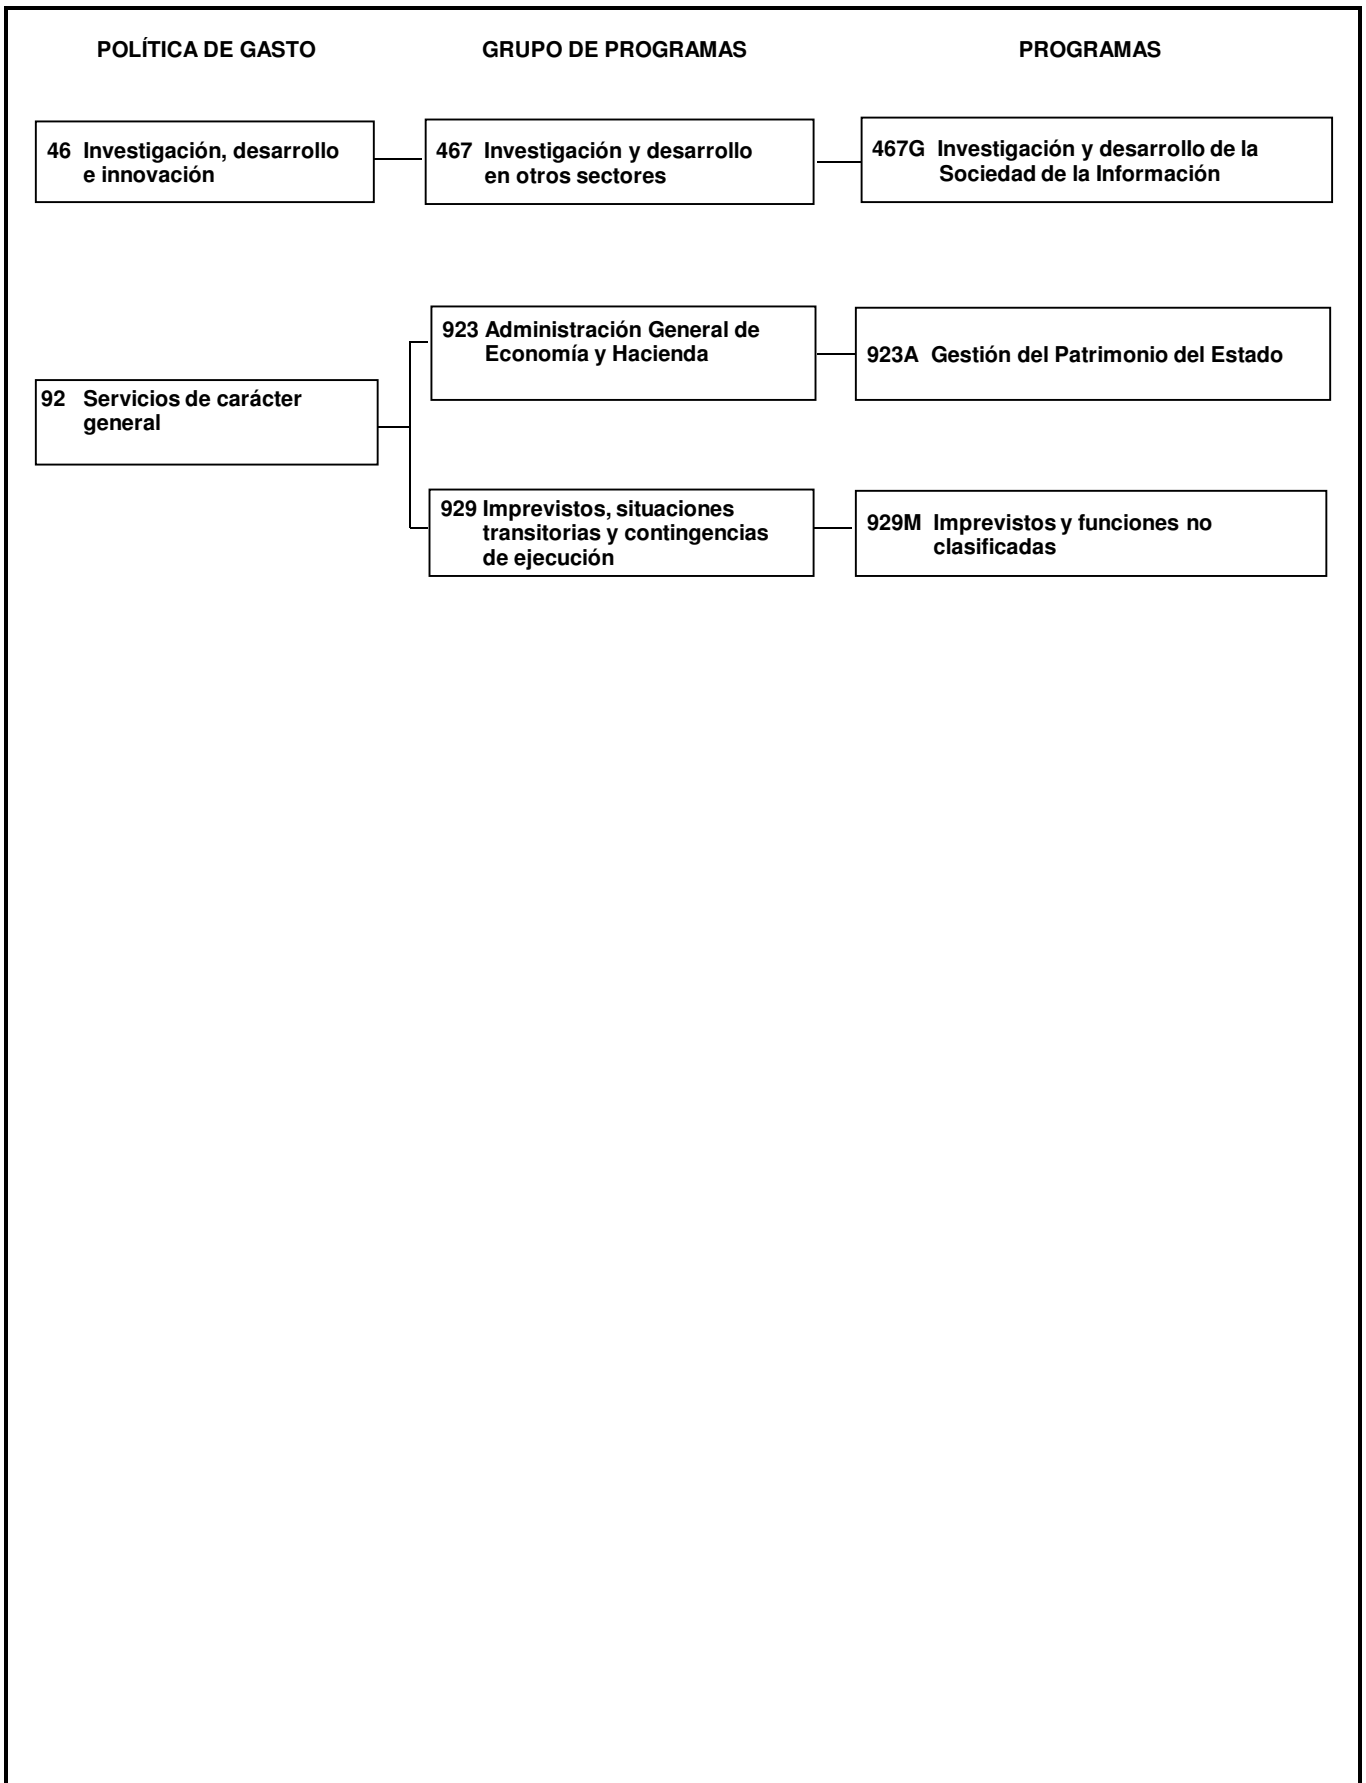 POLÍTICA DE GASTO GRUPO DE PROGRAMAS PROGRAMAS
46 Investigación, desarrollo
e innovación
467 Investigación y desarrollo
en otros sectores
467G Investigación y desarrollo de la
Sociedad de la Información
92 Servicios de carácter
general
923 Administración General de
Economía y Hacienda
923A Gestión del Patrimonio del Estado
929 Imprevistos, situaciones
transitorias y contingencias
de ejecución
929M Imprevistos y funciones no
clasificadas